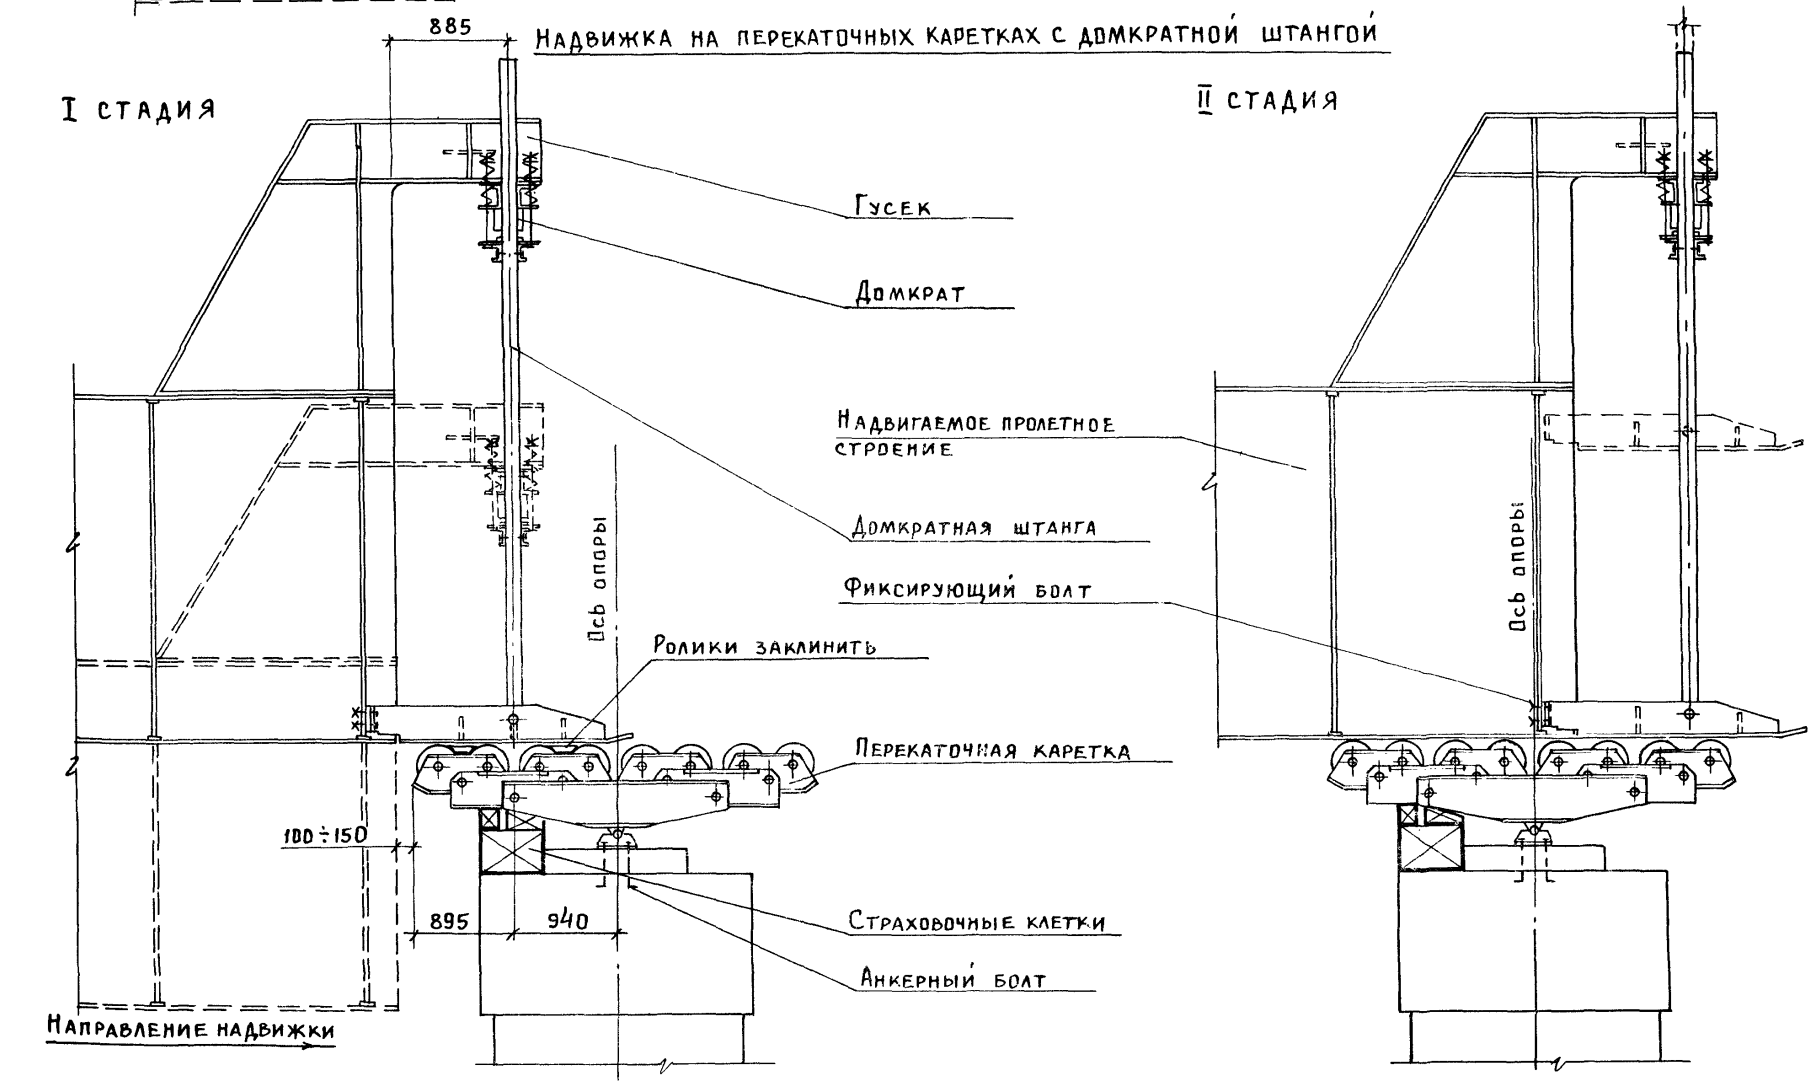 885
Надвижка на перекаточных каретках с домкратной штангой
I стадия
II стадия
Гусек
Домкрат
Надвигаемое пролетное
строение
Домкратная штанга
Ось опоры
Ось опоры
Фиксирующий болт
Ролики заклинить
Перекаточная каретка
100÷150
895
940
Страховочные клетки
Анкерный болт
Направление надвижки